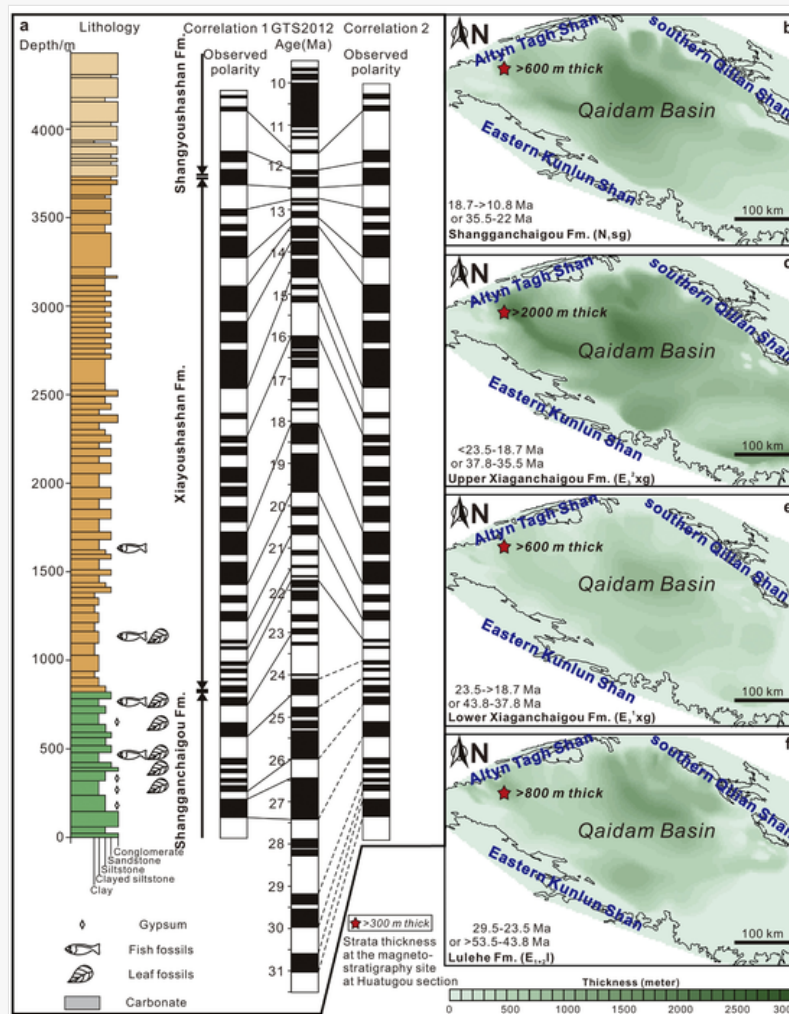 a
Lithology
Depth/m
Correlation 1
GTS2012
Correlation 2
Age(Ma)
Observed
polarity
Observed
polarity
4000
3500
3000
2500
2000
1500
1000
500
0
Shangyoushashan Fm.
Xiayoushashan Fm.
Shangganchaigou Fm.
10
11
12
13
14
15
16
17
18
19
20
21
22
23
24
25
26
27
28
29
30
31
Conglomerate
Sandstone
Siltstone
Clayed siltstone
Clay
Gypsum
Fish fossils
Leaf fossils
Carbonate
>300 m thick
Strata thickness
at the magneto-
stratigraphy site
at Huatugou section
N
b
Altyn Tagh Shan
southern Qilian Shan
>600 m thick
Qaidam Basin
Eastern Kunlun Shan
18.7->10.8 Ma
or 35.5-22 Ma
100 km
Shangganchaigou Fm. (N₁sg)
N
Altyn Tagh Shan
southern Qilian Shan
>2000 m thick
Qaidam Basin
Eastern Kunlun Shan
<23.5-18.7 Ma
or 37.8-35.5 Ma
100 km
Upper Xiaganchaigou Fm. (E₃²xg)
N
e
Altyn Tagh Shan
southern Qilian Shan
>600 m thick
Qaidam Basin
Eastern Kunlun Shan
23.5->18.7 Ma
or 43.8-37.8 Ma
100 km
Lower Xiaganchaigou Fm. (E₃¹xg)
N
f
Altyn Tagh Shan
southern Qilian Shan
>800 m thick
Qaidam Basin
Eastern Kunlun Shan
29.5-23.5 Ma
or >53.5-43.8 Ma
100 km
Lulehe Fm. (E₁₊₂l)
Thickness (meter)
0 500 1000 1500 2000 2500